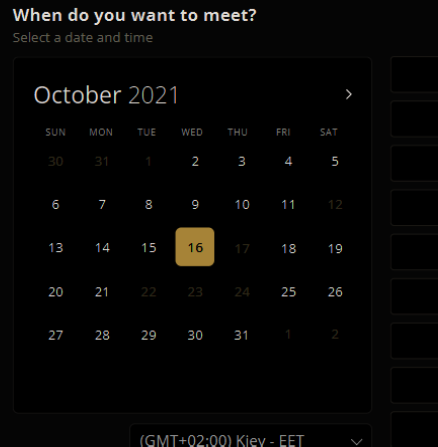 When do you want to meet?
Select a date and time
October 2021
SUN MON TUE WED THU FRI SAT
30 31 1 2 3 4 5
6 7 8 9 10 11 12
13 14 15 16 17 18 19
20 21 22 23 24 25 26
27 28 29 30 31 1 2
(GMT+02:00) Kiev - EET